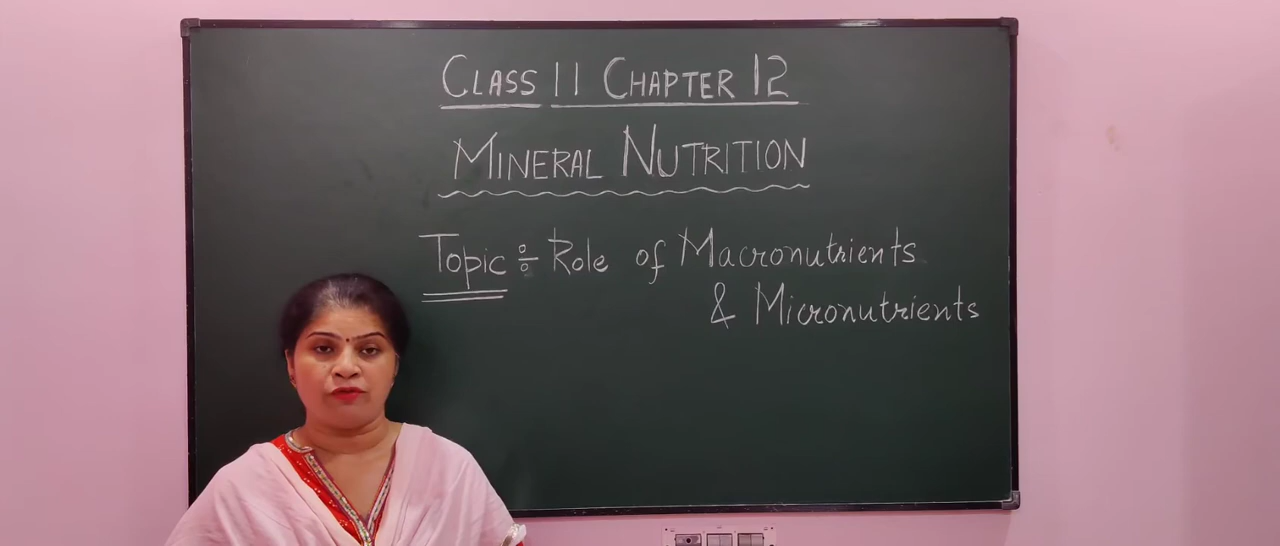 CLASS 11 CHAPTER 12
MINERAL NUTRITION
Topic ÷ Role of Macronutrients
& Micronutrients